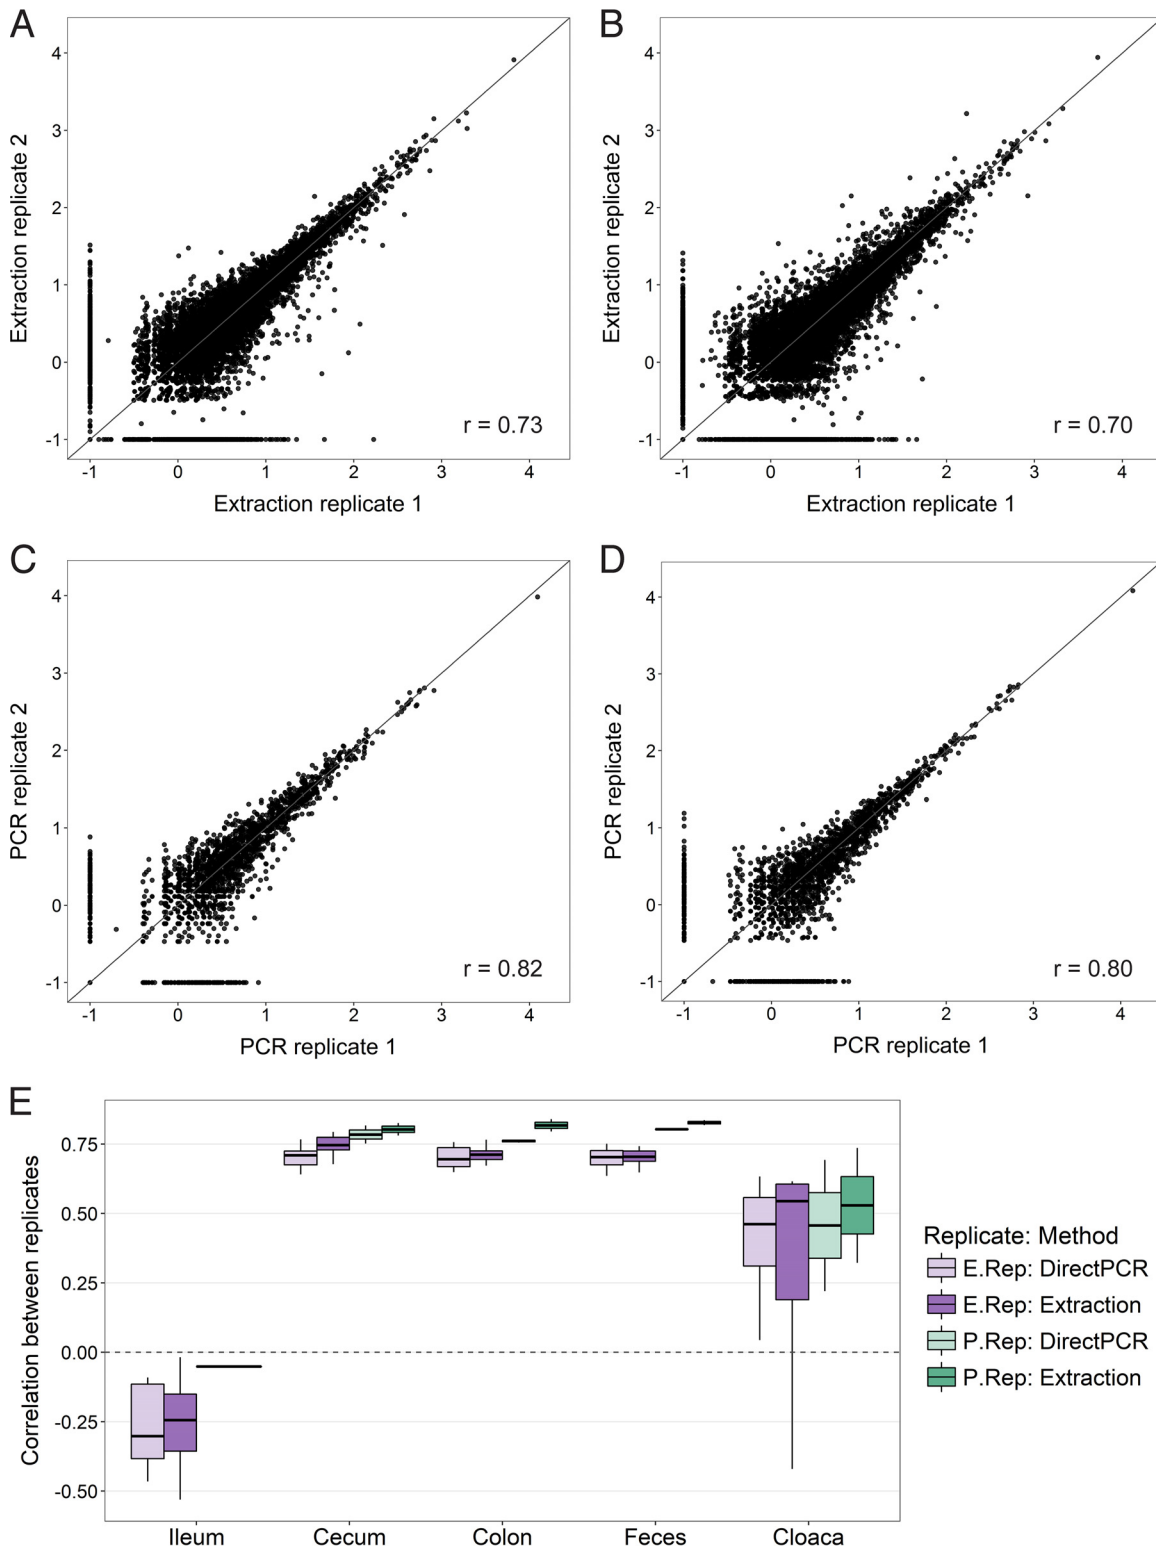 A
4
3
2
1
0
-1
Extraction replicate 2
r = 0.73
-1 0 1 2 3 4
Extraction replicate 1
B
4
3
2
1
0
-1
Extraction replicate 2
r = 0.70
-1 0 1 2 3 4
Extraction replicate 1
C
4
3
2
1
0
-1
PCR replicate 2
r = 0.82
-1 0 1 2 3 4
PCR replicate 1
D
4
3
2
1
0
-1
PCR replicate 2
r = 0.80
-1 0 1 2 3 4
PCR replicate 1
E
0.75
0.50
0.25
0.00
-0.25
-0.50
Correlation between replicates
Ileum Cecum Colon Feces Cloaca
Replicate: Method
E.Rep: DirectPCR
E.Rep: Extraction
P.Rep: DirectPCR
P.Rep: Extraction